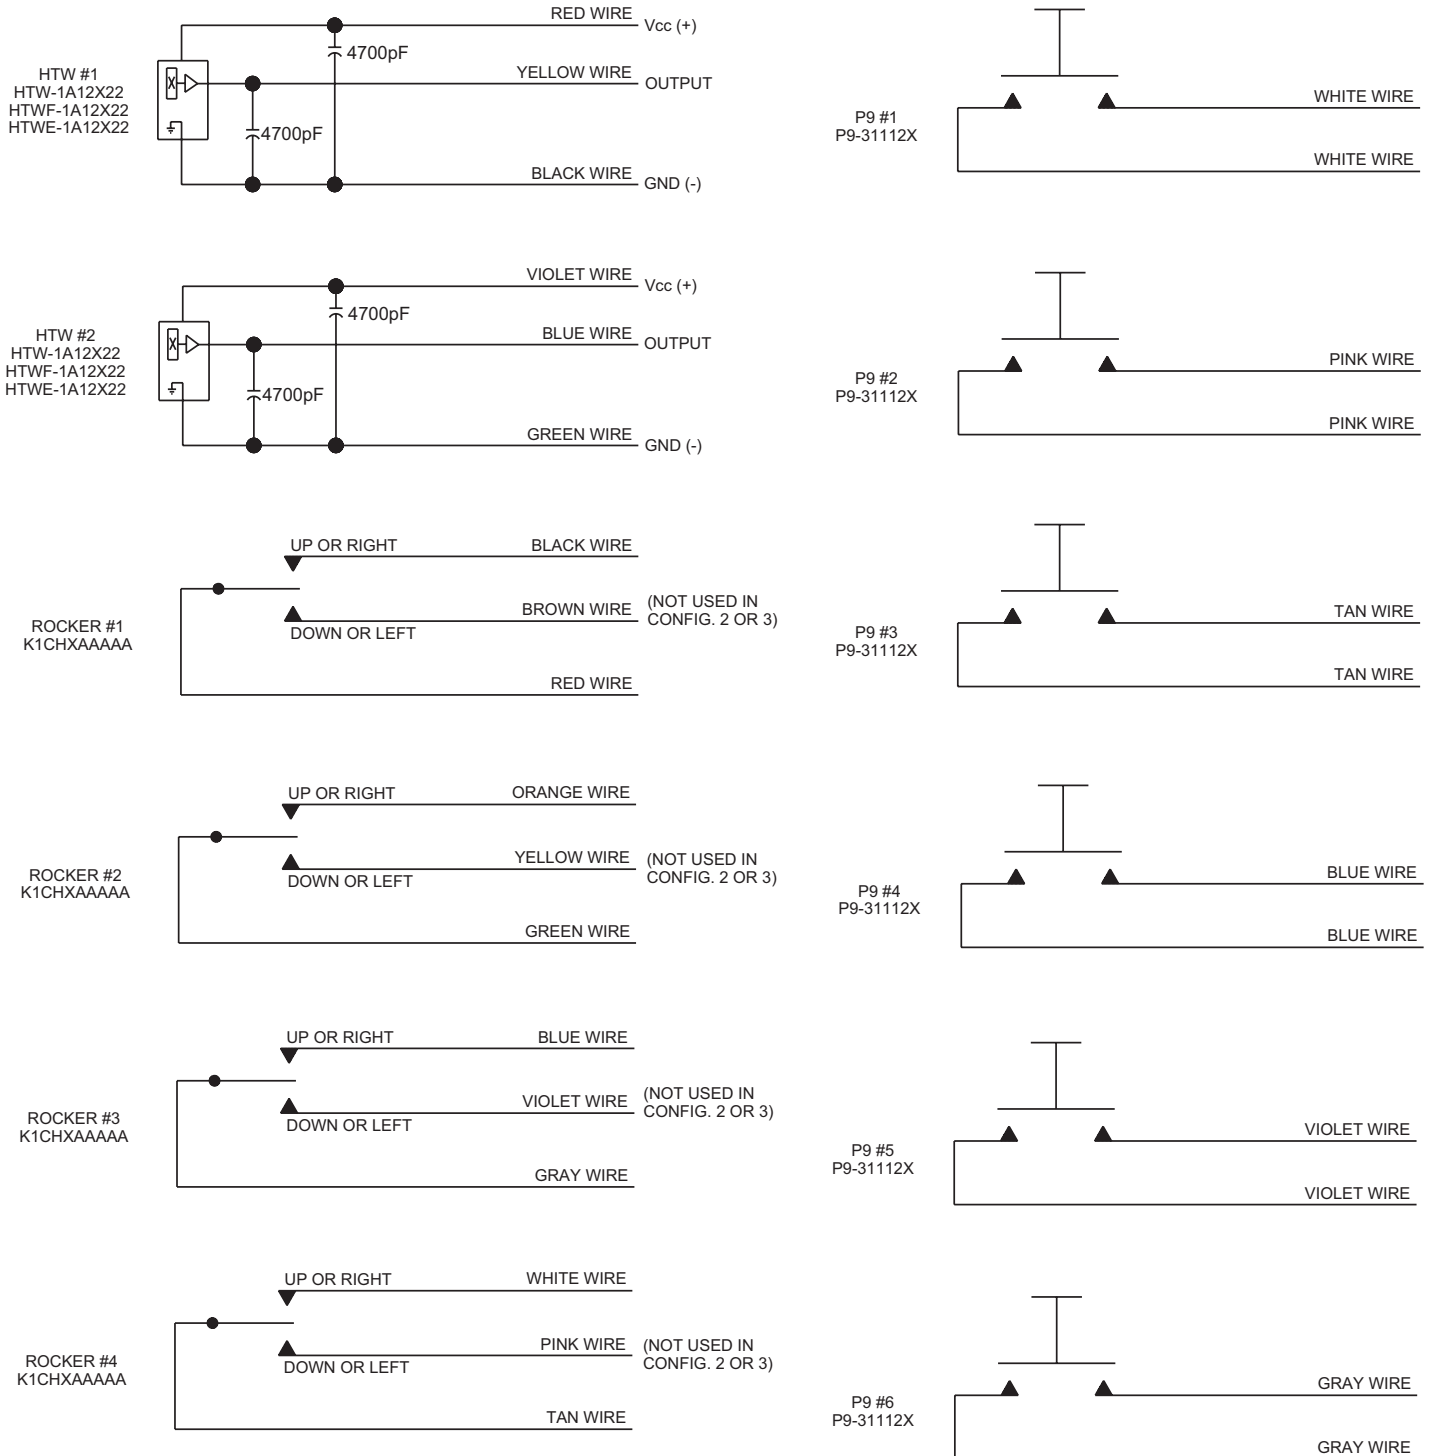 HTW #1
HTW-1A12X22
HTWF-1A12X22
HTWE-1A12X22
RED WIRE
Vcc (+)
4700pF
YELLOW WIRE
OUTPUT
4700pF
BLACK WIRE
GND (-)
HTW #2
HTW-1A12X22
HTWF-1A12X22
HTWE-1A12X22
VIOLET WIRE
Vcc (+)
4700pF
BLUE WIRE
OUTPUT
4700pF
GREEN WIRE
GND (-)
ROCKER #1
K1CHXAAAAA
UP OR RIGHT
BLACK WIRE
BROWN WIRE
(NOT USED IN
CONFIG. 2 OR 3)
DOWN OR LEFT
RED WIRE
ROCKER #2
K1CHXAAAAA
UP OR RIGHT
ORANGE WIRE
YELLOW WIRE
(NOT USED IN
CONFIG. 2 OR 3)
DOWN OR LEFT
GREEN WIRE
ROCKER #3
K1CHXAAAAA
UP OR RIGHT
BLUE WIRE
VIOLET WIRE
(NOT USED IN
CONFIG. 2 OR 3)
DOWN OR LEFT
GRAY WIRE
ROCKER #4
K1CHXAAAAA
UP OR RIGHT
WHITE WIRE
PINK WIRE
(NOT USED IN
CONFIG. 2 OR 3)
DOWN OR LEFT
TAN WIRE
P9 #1
P9-31112X
WHITE WIRE
WHITE WIRE
P9 #2
P9-31112X
PINK WIRE
PINK WIRE
P9 #3
P9-31112X
TAN WIRE
TAN WIRE
P9 #4
P9-31112X
BLUE WIRE
BLUE WIRE
P9 #5
P9-31112X
VIOLET WIRE
VIOLET WIRE
P9 #6
P9-31112X
GRAY WIRE
GRAY WIRE